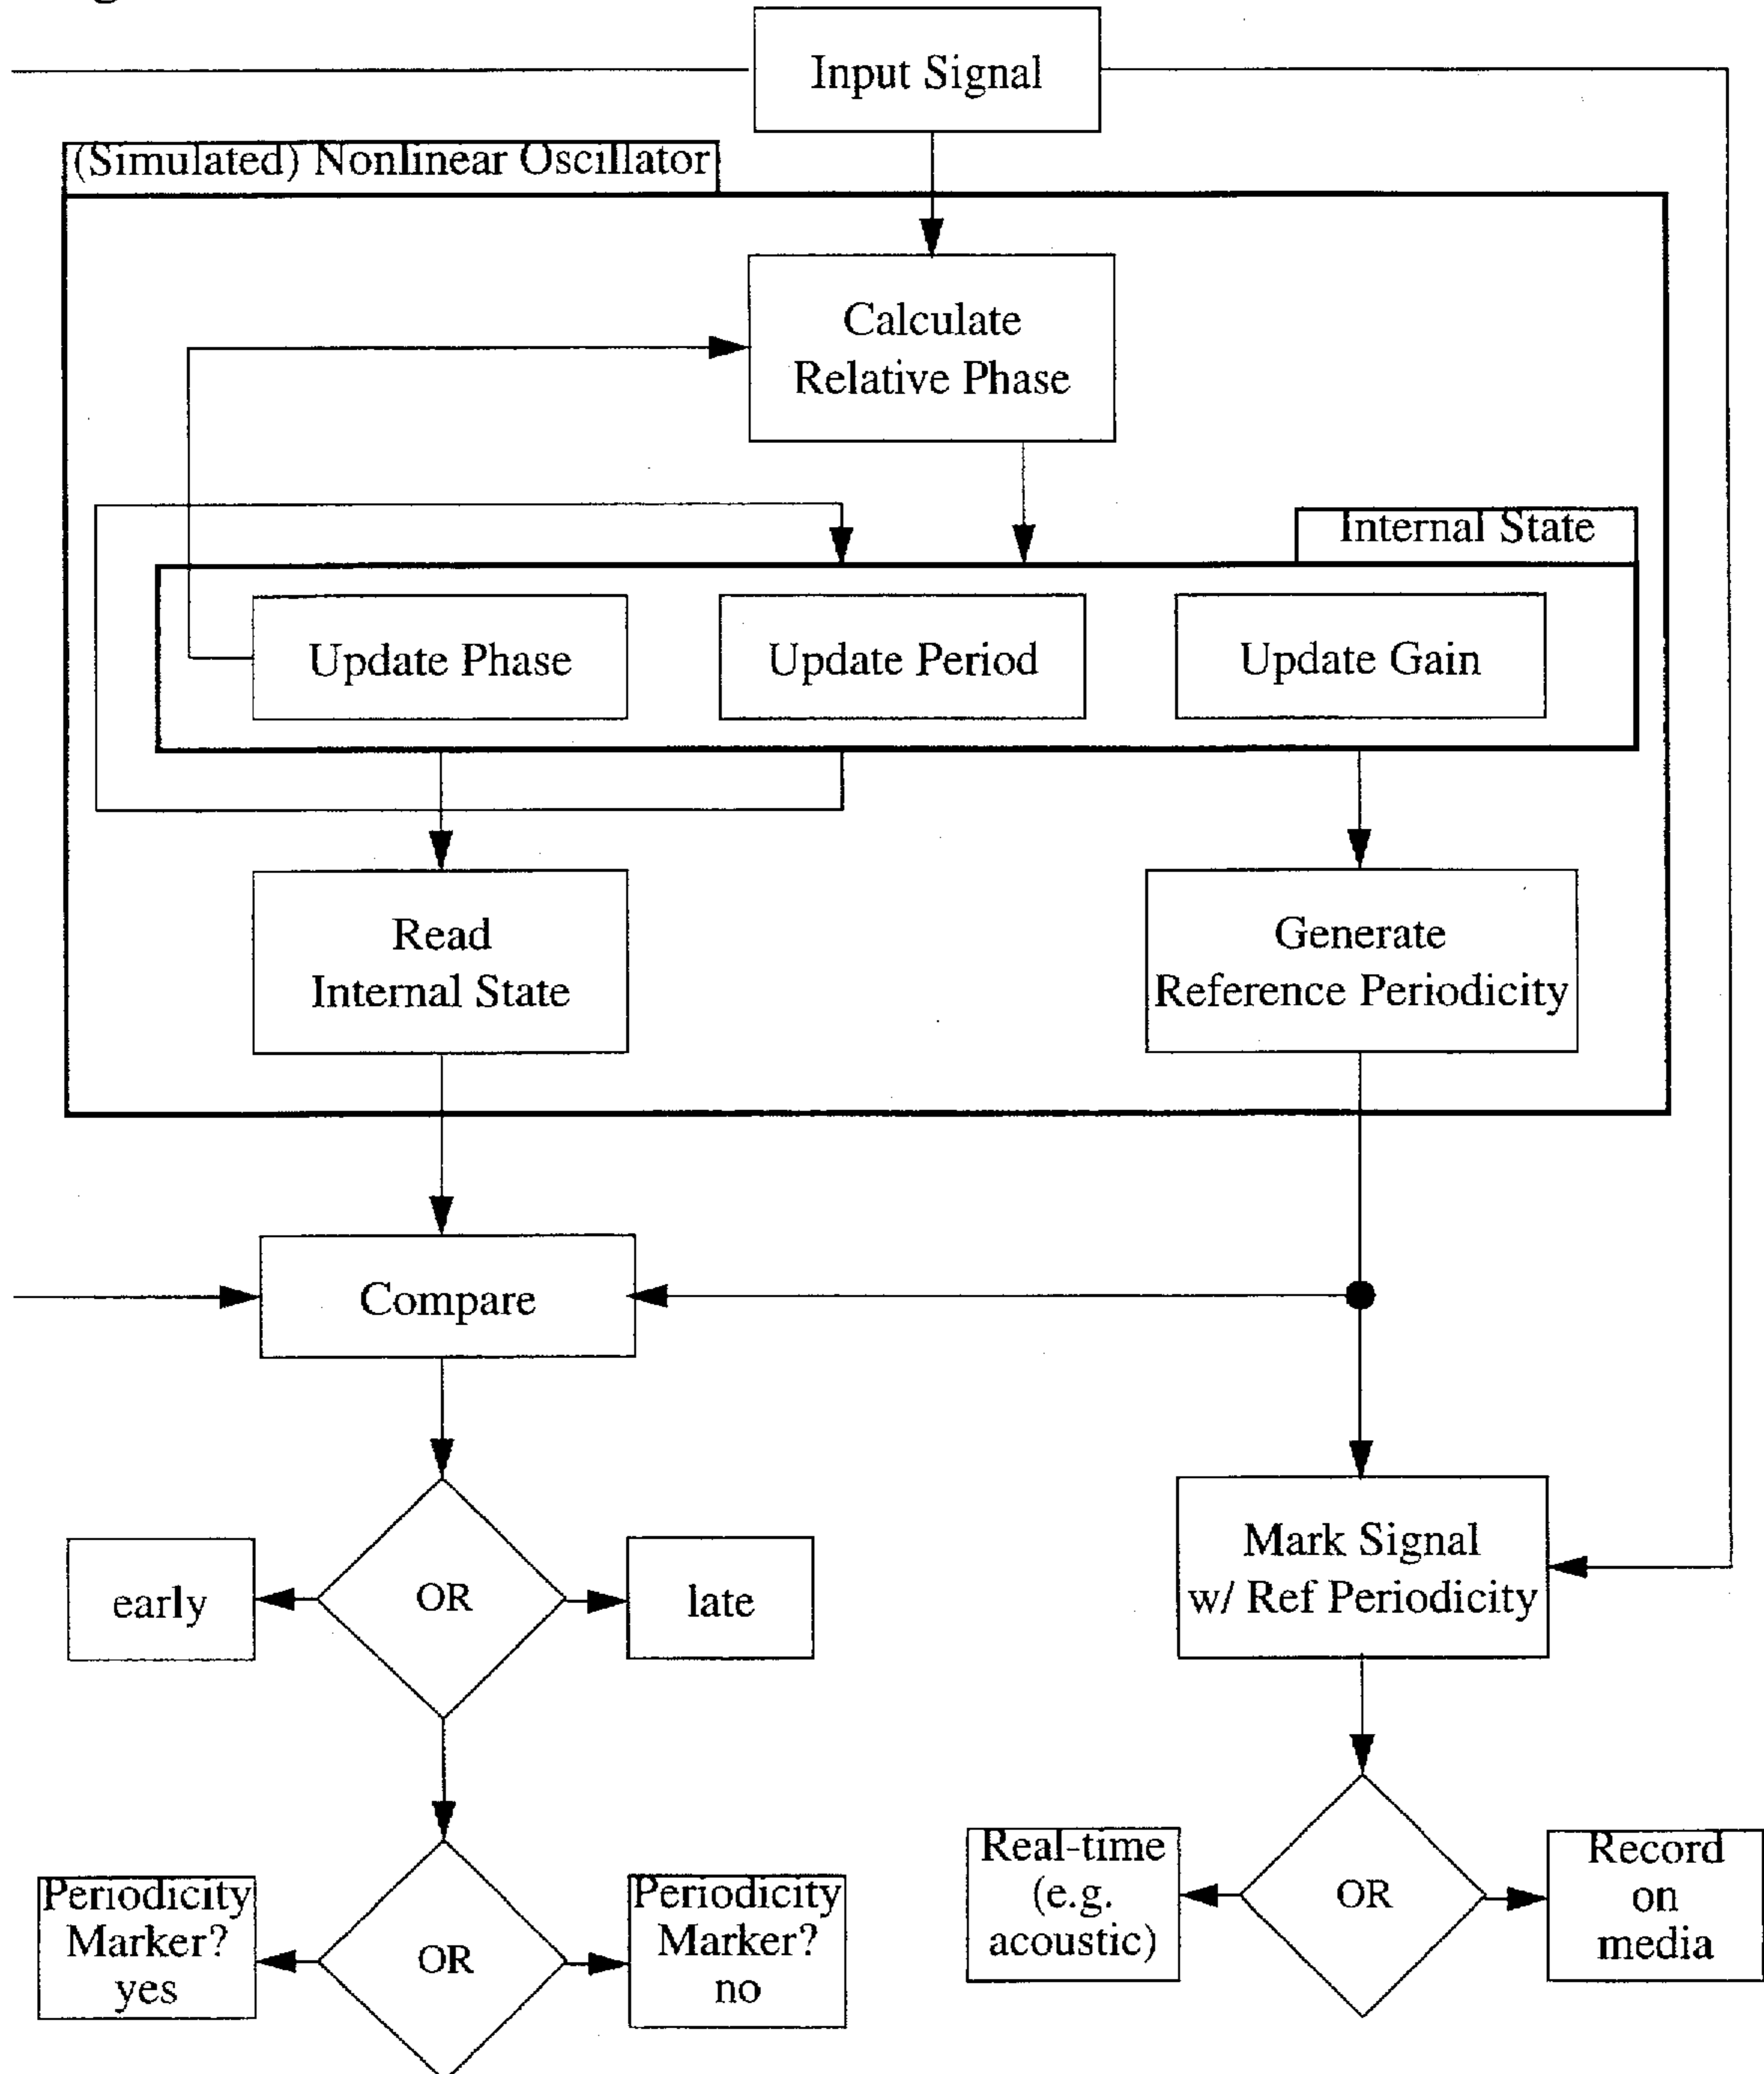 Input Signal
(Simulated) Nonlinear Oscillator
Calculate
Relative Phase
Internal State
Update Phase
Update Period
Update Gain
Read
Internal State
Generate
Reference Periodicity
Compare
early
OR
late
Mark Signal
w/ Ref Periodicity
Periodicity
Marker?
yes
OR
Periodicity
Marker?
no
Real-time
(e.g.
acoustic)
OR
Record
on
media